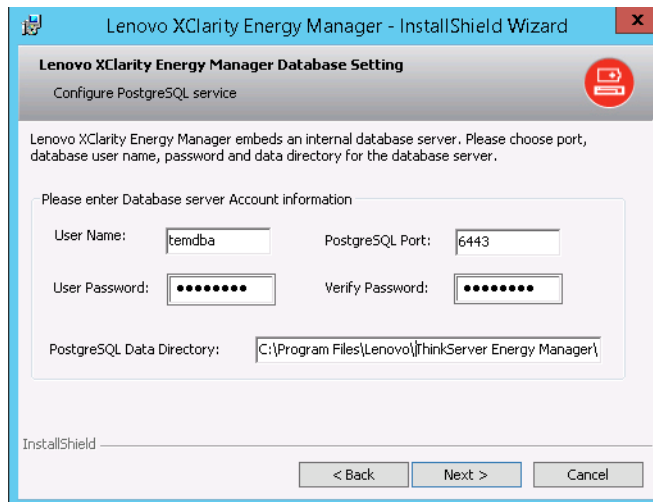 Lenovo XClarity Energy Manager - InstallShield Wizard
x
Lenovo XClarity Energy Manager Database Setting
Configure PostgreSQL service
Lenovo XClarity Energy Manager embeds an internal database server. Please choose port,
database user name, password and data directory for the database server.
Please enter Database server Account information
User Name: temdba PostgreSQL Port: 6443
User Password: ●●●●●●●● Verify Password: ●●●●●●●●
PostgreSQL Data Directory: C:\Program Files\Lenovo\ThinkServer Energy Manager\
InstallShield
< Back Next > Cancel